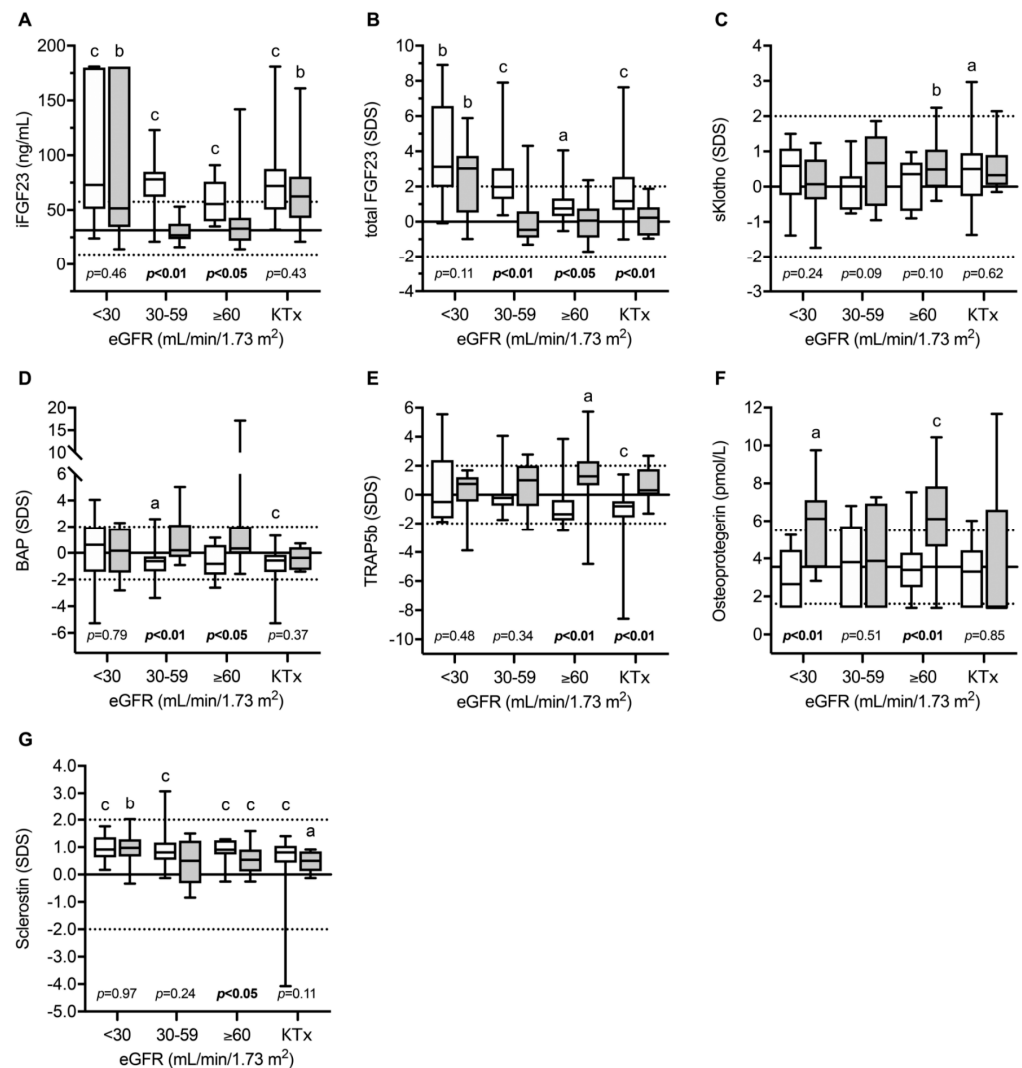 A
iFGF23 (ng/mL)
200
150
100
50
0
c b c c c b
p=0.46 p<0.01 p<0.05 p=0.43
<30 30-59 ≥60 KTx
eGFR (mL/min/1.73 m²)
B
total FGF23 (SDS)
10
8
6
4
2
0
-2
-4
b b c a c
p=0.11 p<0.01 p<0.05 p<0.01
<30 30-59 ≥60 KTx
eGFR (mL/min/1.73 m²)
C
sKlotho (SDS)
4
3
2
1
0
-1
-2
-3
b a
p=0.24 p=0.09 p=0.10 p=0.62
<30 30-59 ≥60 KTx
eGFR (mL/min/1.73 m²)
D
BAP (SDS)
20
15
10
6
4
2
0
-2
-4
-6
a c
p=0.79 p<0.01 p<0.05 p=0.37
<30 30-59 ≥60 KTx
eGFR (mL/min/1.73 m²)
E
TRAP5b (SDS)
6
4
2
0
-2
-4
-6
-8
-10
a c
p=0.48 p=0.34 p<0.01 p<0.01
<30 30-59 ≥60 KTx
eGFR (mL/min/1.73 m²)
F
Osteoprotegerin (pmol/L)
12
10
8
6
4
2
0
a c
p<0.01 p=0.51 p<0.01 p=0.85
<30 30-59 ≥60 KTx
eGFR (mL/min/1.73 m²)
G
Sclerostin (SDS)
4.0
3.0
2.0
1.0
0.0
-1.0
-2.0
-3.0
-4.0
-5.0
c b c c c c a
p=0.97 p=0.24 p<0.05 p=0.11
<30 30-59 ≥60 KTx
eGFR (mL/min/1.73 m²)